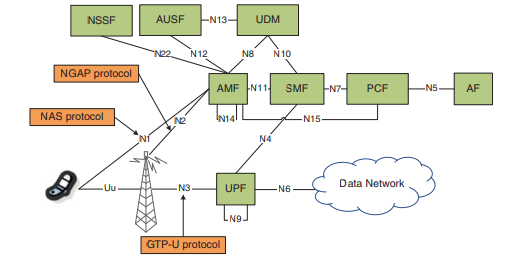 NSSF
AUSF
N13
UDM
N22
N12
N8
N10
NGAP protocol
AMF
N11
SMF
N7
PCF
N5
AF
NAS protocol
N2
N14
N15
N1
N4
Uu
N3
UPF
N6
Data Network
N9
GTP-U protocol